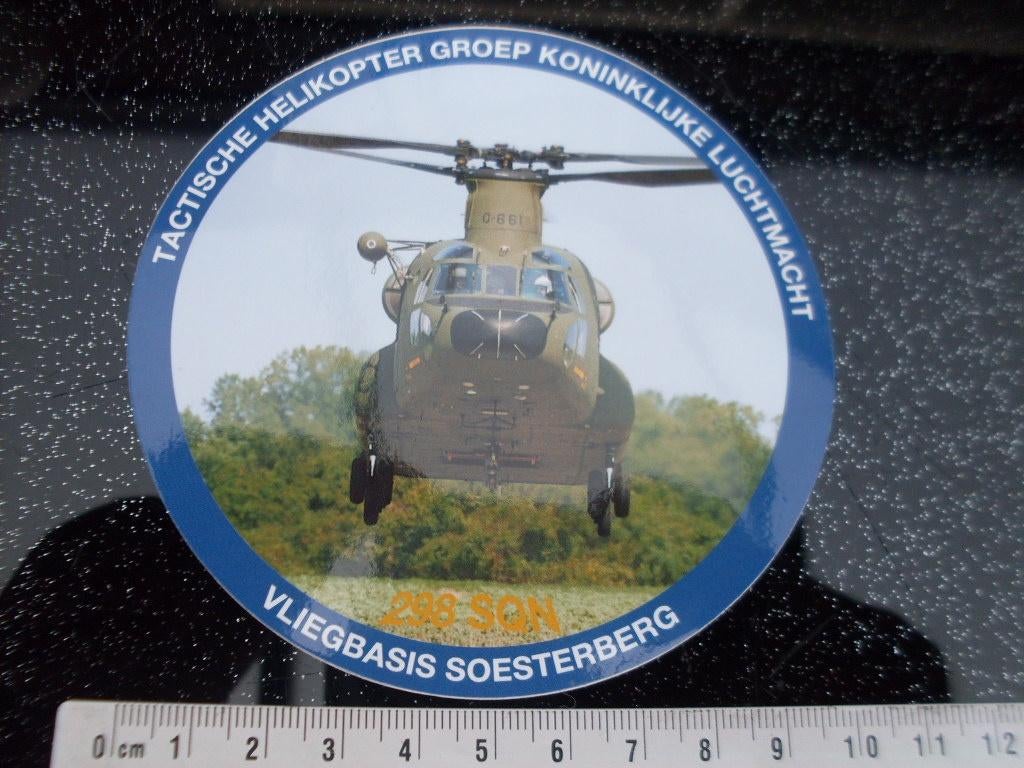 TACTISCHE HELIKOPTER GROEP KONINKLIJKE LUCHTMACHT
0-661
298 SQN
VLIEGBASIS SOESTERBERG
0 cm 1 2 3 4 5 6 7 8 9 10 11 12